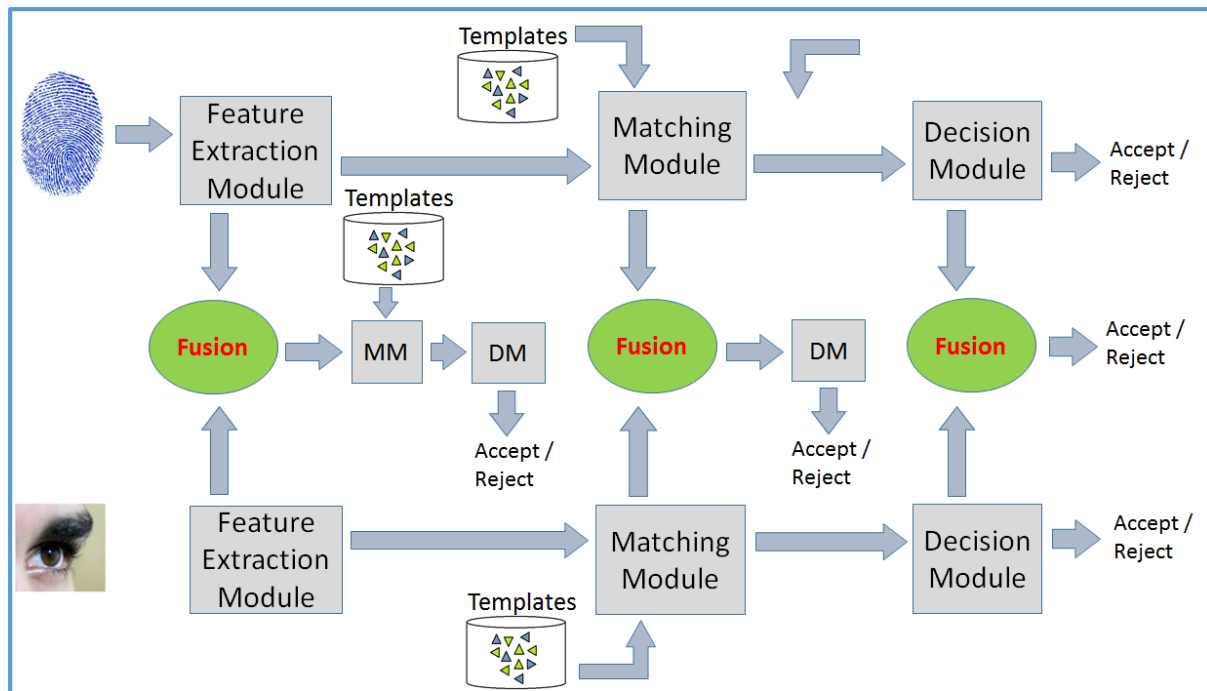 Templates
Feature
Extraction
Module
Matching
Module
Decision
Module
Accept /
Reject
Templates
Fusion
MM
DM
Fusion
DM
Fusion
Accept /
Reject
Accept /
Reject
Accept /
Reject
Feature
Extraction
Module
Matching
Module
Decision
Module
Accept /
Reject
Templates